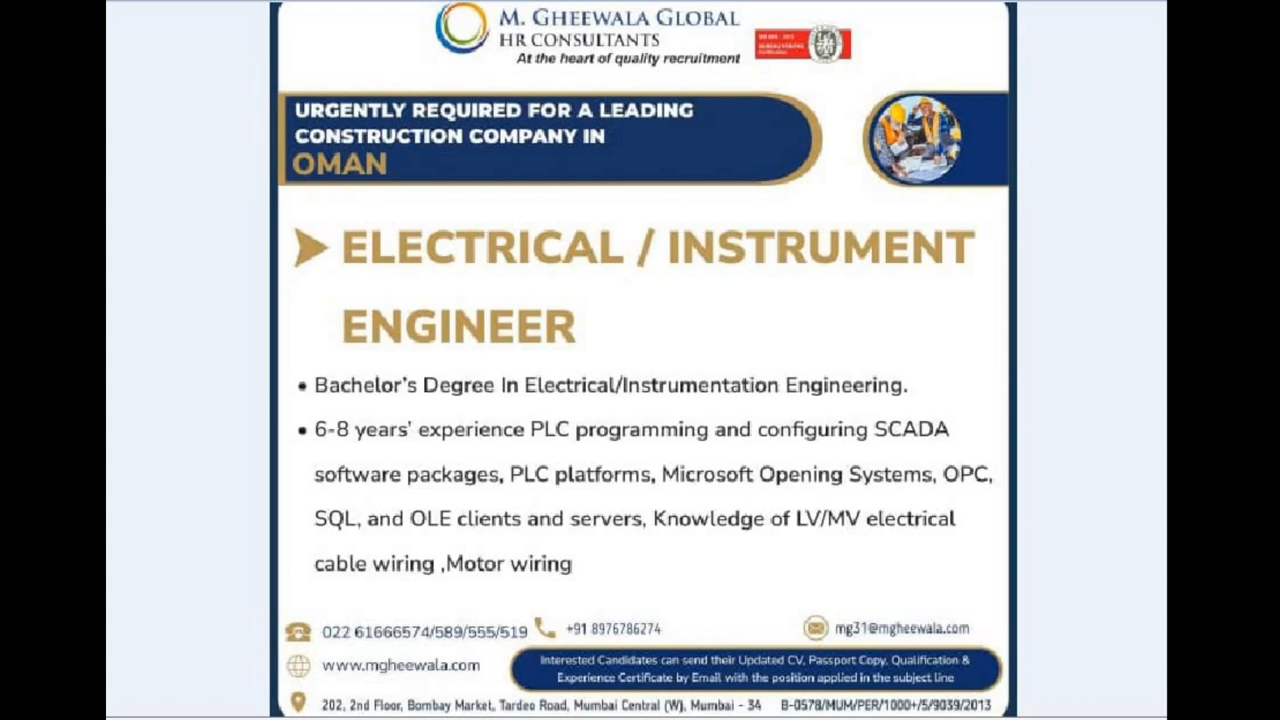 M. GHEEWALA GLOBAL
HR CONSULTANTS
At the heart of quality recruitment
URGENTLY REQUIRED FOR A LEADING
CONSTRUCTION COMPANY IN
OMAN
ELECTRICAL / INSTRUMENT
ENGINEER
• Bachelor's Degree In Electrical/Instrumentation Engineering.
• 6-8 years' experience PLC programming and configuring SCADA
software packages, PLC platforms, Microsoft Opening Systems, OPC,
SQL, and OLE clients and servers, Knowledge of LV/MV electrical
cable wiring ,Motor wiring
022 61666574/589/555/519 +91 8976786274 mg31@mgheewala.com
www.mgheewala.com
Interested Candidates can send their Updated CV, Passport Copy, Qualification &
Experience Certificate by Email with the position applied in the subject line
202, 2nd Floor, Bombay Market, Tardeo Road, Mumbai Central (W), Mumbai - 34 B-0578/MUM/PER/1000+/5/9039/2013